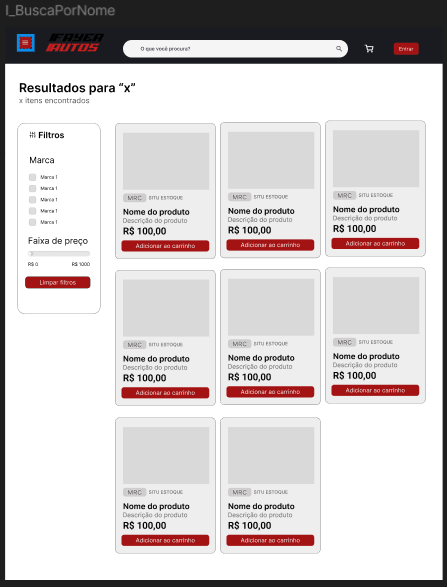 I_BuscaPorNome
FAYER
AUTOS
O que você procura?
Entrar
Resultados para “x”
x itens encontrados
Filtros
Marca
Marca 1
Marca 1
Marca 1
Marca 1
Marca 1
Faixa de preço
R$ 0
R$ 1000
Limpar filtros
MRC SITU ESTOQUE
Nome do produto
Descrição do produto
R$ 100,00
Adicionar ao carrinho
MRC SITU ESTOQUE
Nome do produto
Descrição do produto
R$ 100,00
Adicionar ao carrinho
MRC SITU ESTOQUE
Nome do produto
Descrição do produto
R$ 100,00
Adicionar ao carrinho
MRC SITU ESTOQUE
Nome do produto
Descrição do produto
R$ 100,00
Adicionar ao carrinho
MRC SITU ESTOQUE
Nome do produto
Descrição do produto
R$ 100,00
Adicionar ao carrinho
MRC SITU ESTOQUE
Nome do produto
Descrição do produto
R$ 100,00
Adicionar ao carrinho
MRC SITU ESTOQUE
Nome do produto
Descrição do produto
R$ 100,00
Adicionar ao carrinho
MRC SITU ESTOQUE
Nome do produto
Descrição do produto
R$ 100,00
Adicionar ao carrinho